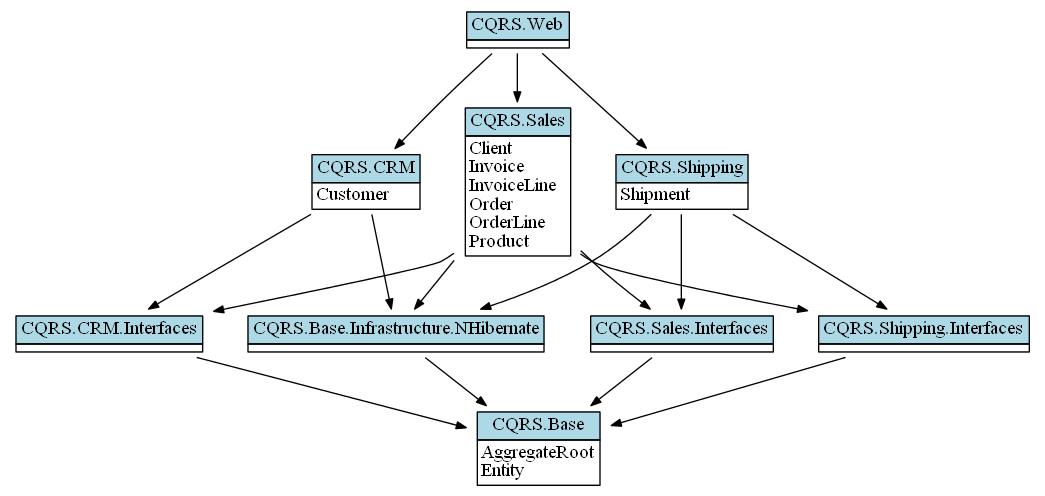 CQRS.Web
CQRS.Sales
Client
Invoice
InvoiceLine
Order
OrderLine
Product
CQRS.CRM
Customer
CQRS.Shipping
Shipment
CQRS.CRM.Interfaces
CQRS.Base.Infrastructure.NHibernate
CQRS.Sales.Interfaces
CQRS.Shipping.Interfaces
CQRS.Base
AggregateRoot
Entity